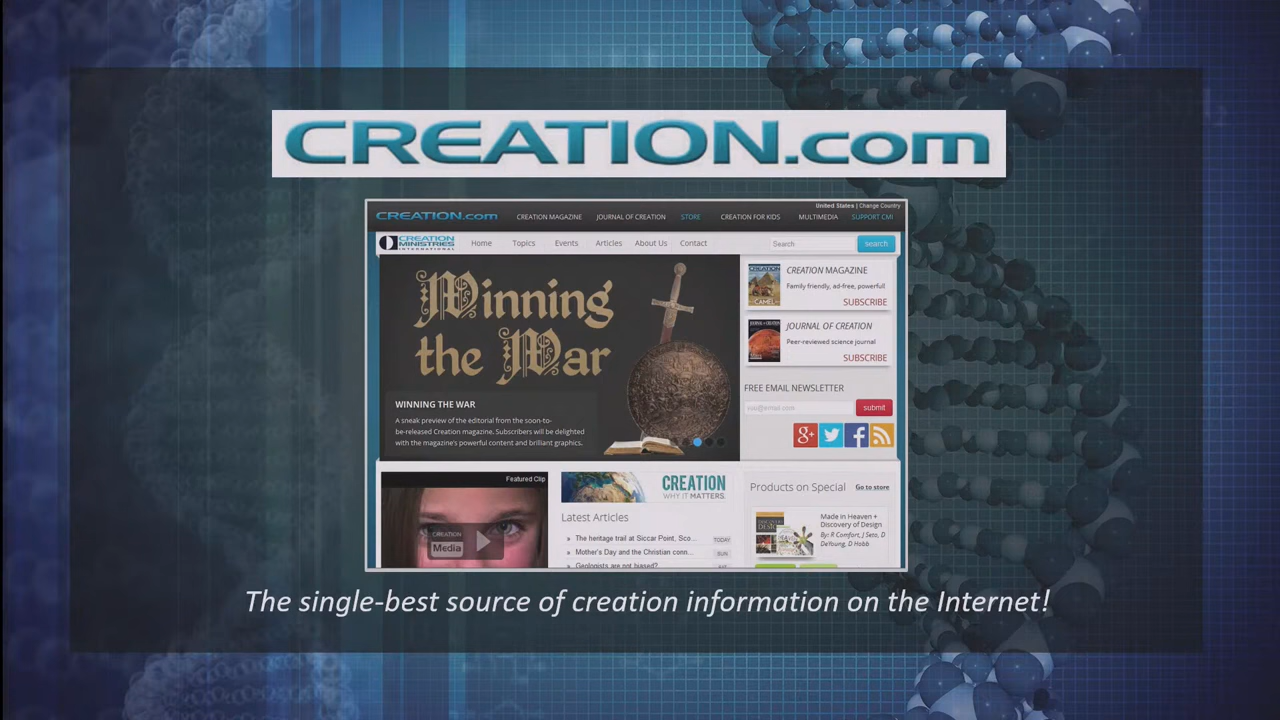 CREATION.com
United States | Change Country
CREATION.com CREATION MAGAZINE JOURNAL OF CREATION STORE CREATION FOR KIDS MULTIMEDIA SUPPORT CMI
CREATION
MINISTRIES
INTERNATIONAL
Home Topics Events Articles About Us Contact Search search
Winning
the War
WINNING THE WAR
A sneak preview of the editorial from the soon-to-
be-released Creation magazine. Subscribers will be delighted
with the magazine's powerful content and brilliant graphics.
CREATION MAGAZINE
Family friendly, ad-free, powerful!
SUBSCRIBE
CREATION
CAMEL
JOURNAL OF CREATION
Peer-reviewed science journal
SUBSCRIBE
FREE EMAIL NEWSLETTER
submit
Featured Clip
CREATION
Media
CREATION
WHY IT MATTERS.
Latest Articles
» The heritage trail at Siccar Point, Sco... TODAY
» Mother's Day and the Christian conn... SUN
» Geologists are not biased?
Products on Special Go to store
Made in Heaven +
Discovery of Design
By: R Comfort, J Seto, D
DeYoung, D Hobb
The single-best source of creation information on the Internet!